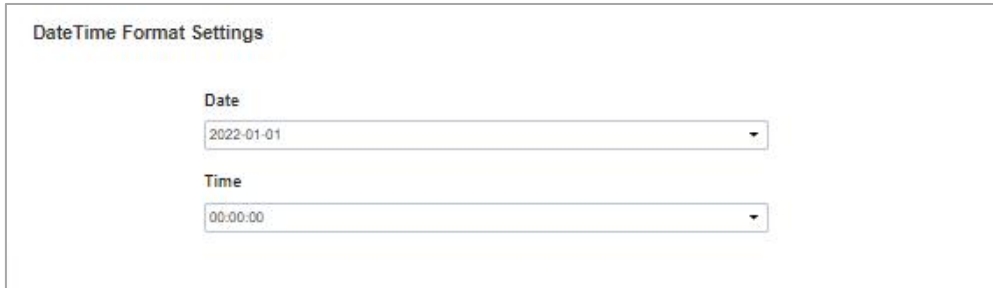 DateTime Format Settings
Date
2022-01-01
Time
00:00:00